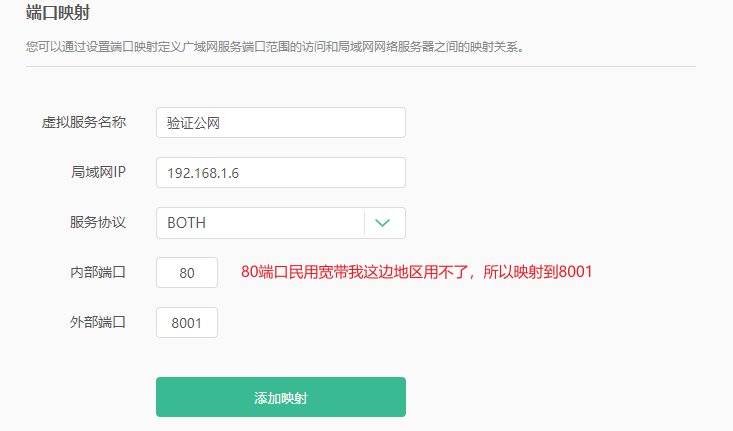 端口映射
您可以通过设置端口映射定义广域网服务端口范围的访问和局域网网络服务器之间的映射关系。
虚拟服务名称 验证公网
局域网IP 192.168.1.6
服务协议 BOTH
内部端口 80 80端口民用宽带我这边地区用不了，所以映射到8001
外部端口 8001
添加映射